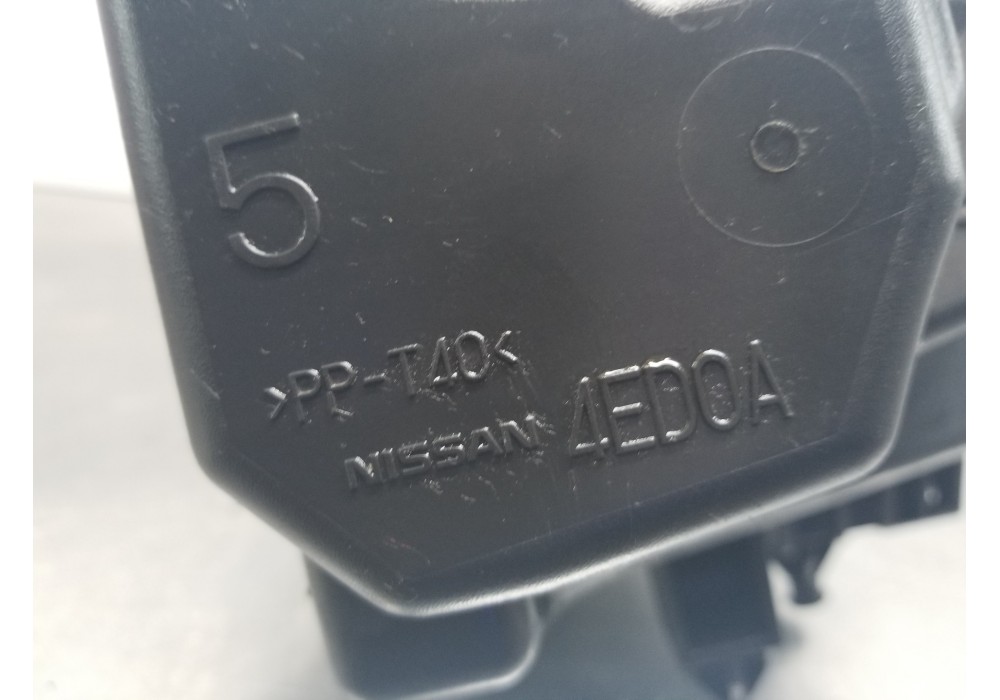 5
>PP-T40<
NISSAN 4ED0A